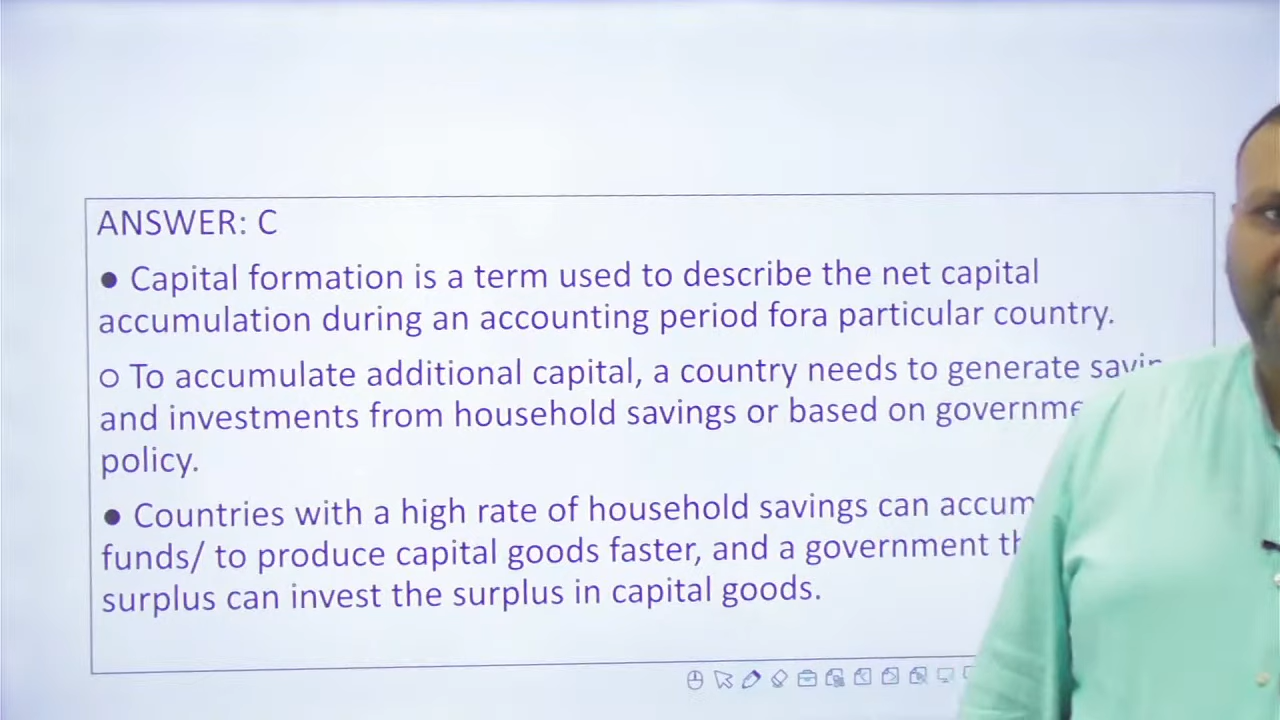 ANSWER: C
● Capital formation is a term used to describe the net capital
accumulation during an accounting period fora particular country.
○ To accumulate additional capital, a country needs to generate
and investments from household savings or based on
policy.
● Countries with a high rate of household savings can
funds/ to produce capital goods faster, and a government
surplus can invest the surplus in capital goods.